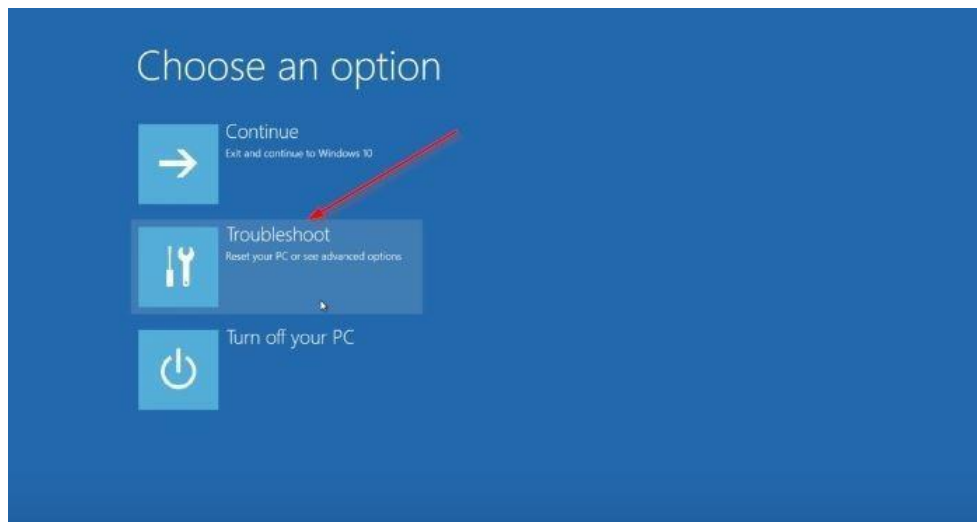 Choose an option
Continue
Exit and continue to Windows 10
Troubleshoot
Reset your PC or see advanced options
Turn off your PC